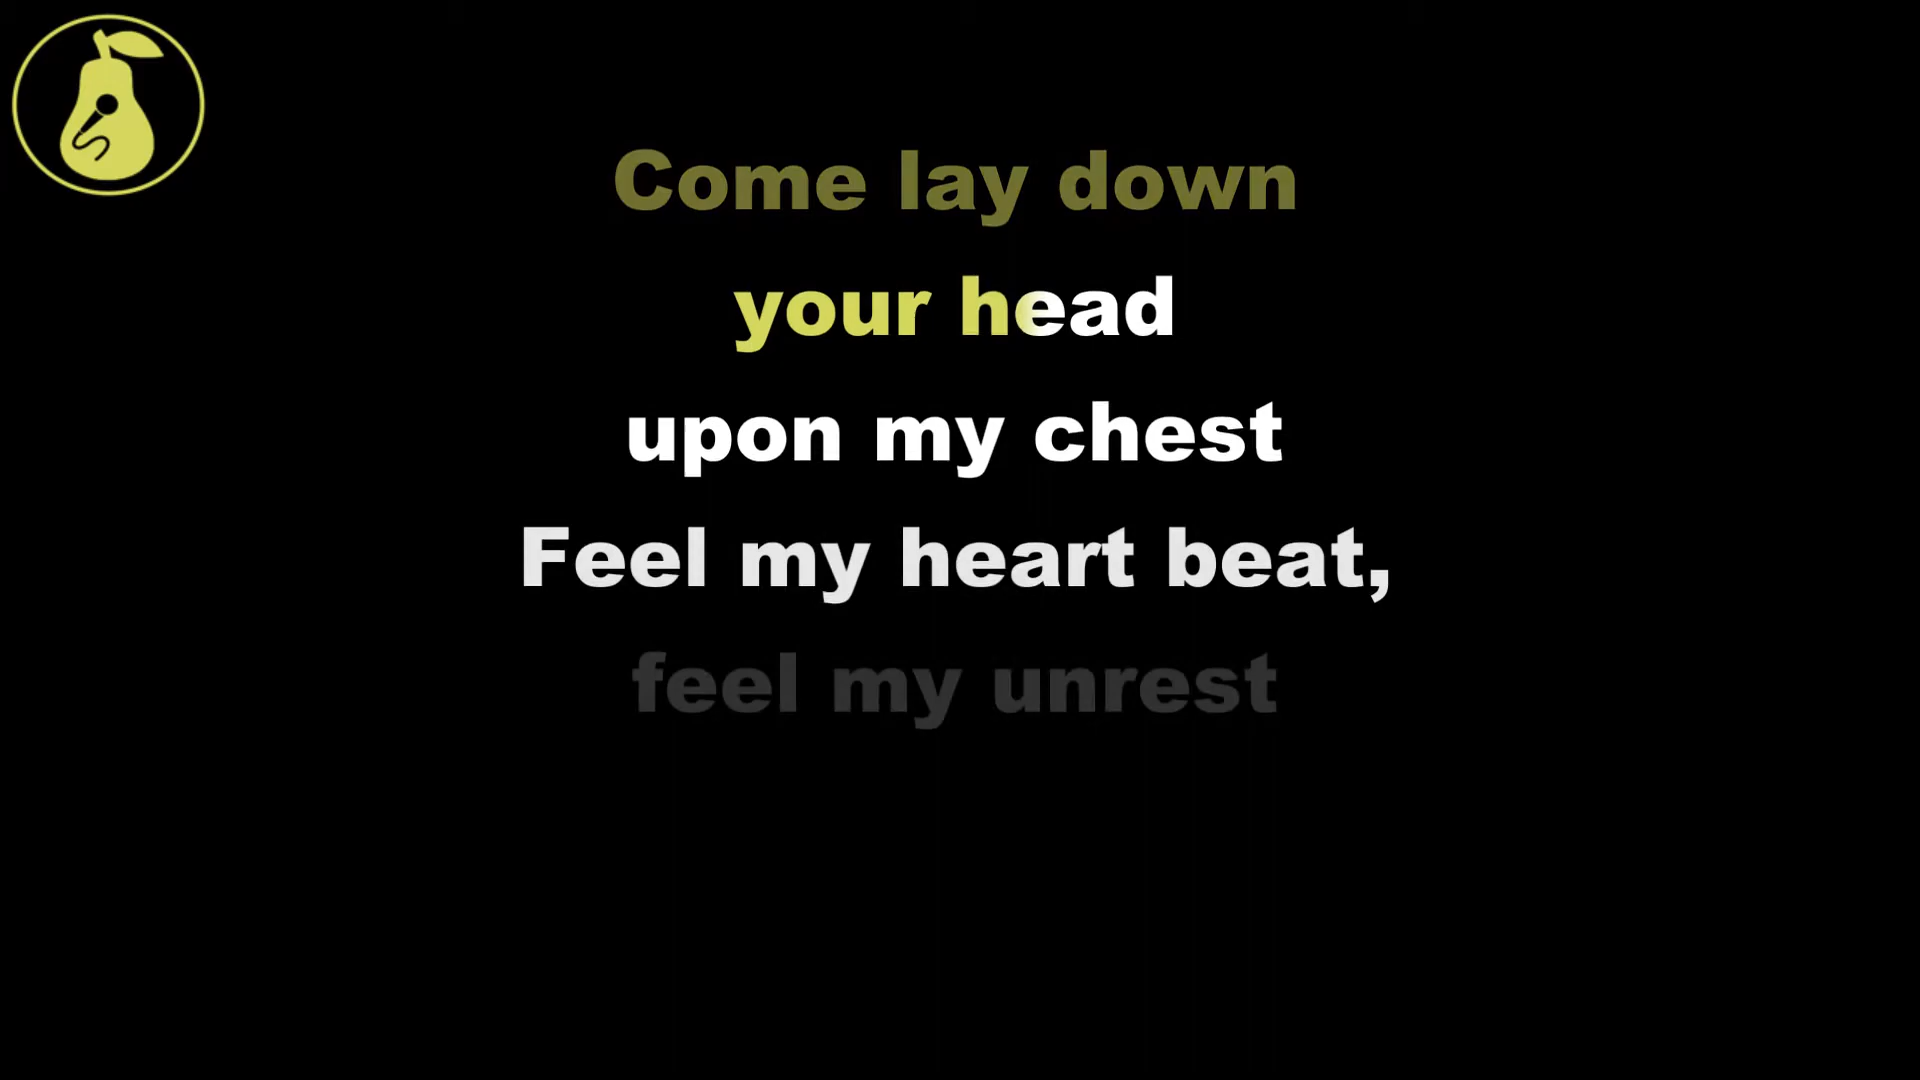 Come lay down
your head
upon my chest
Feel my heart beat,
feel my unrest